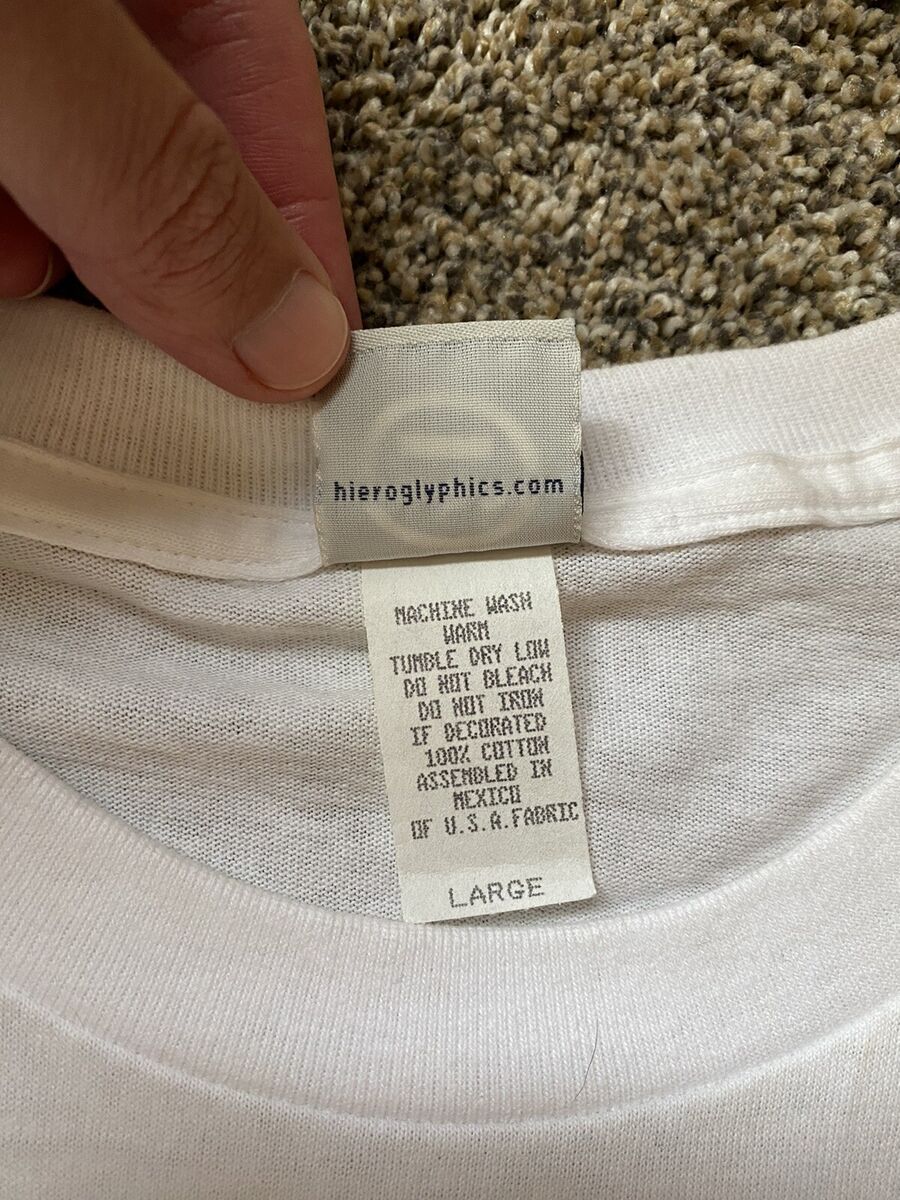 hieroglyphics.com
MACHINE WASH
WARM
TUMBLE DRY LOW
DO NOT BLEACH
DO NOT IRON
IF DECORATED
100% COTTON
ASSEMBLED IN
MEXICO
OF U.S.A.FABRIC
LARGE